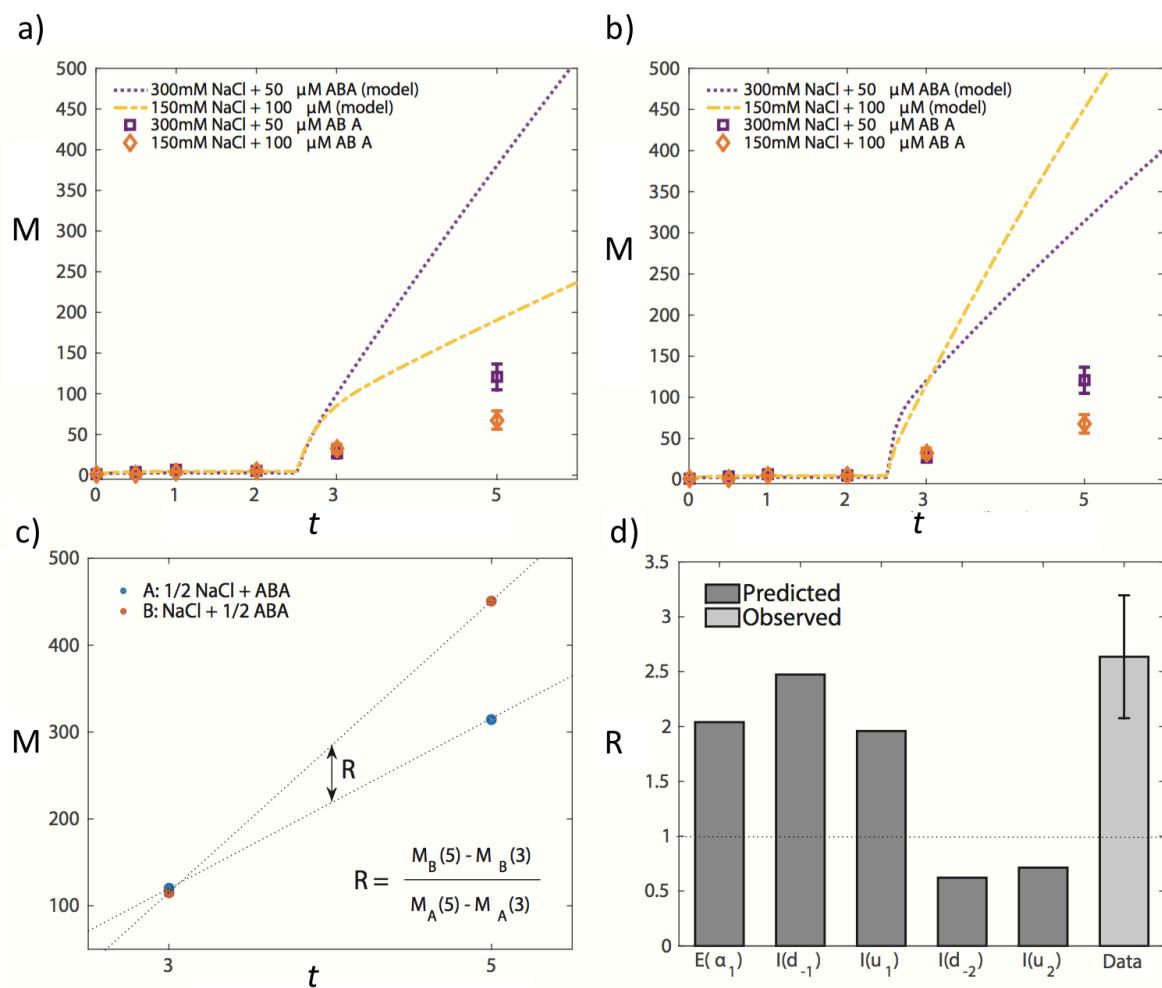 a)
500
450
400
350
300
250
200
150
100
50
0
M
300mM NaCl + 50 μM ABA (model)
150mM NaCl + 100 μM (model)
300mM NaCl + 50 μM AB A
150mM NaCl + 100 μM AB A
0 1 2 3 5
t
b)
500
450
400
350
300
250
200
150
100
50
0
M
300mM NaCl + 50 μM ABA (model)
150mM NaCl + 100 μM (model)
300mM NaCl + 50 μM AB A
150mM NaCl + 100 μM AB A
0 1 2 3 5
t
c)
500
400
300
200
100
M
A: 1/2 NaCl + ABA
B: NaCl + 1/2 ABA
R
R = M_B(5) - M_B(3)
M_A(5) - M_A(3)
3 5
t
d)
3.5
3
2.5
2
1.5
1
0.5
0
R
Predicted
Observed
E( α_1) I(d_-1) I(u_1) I(d_-2) I(u_2) Data